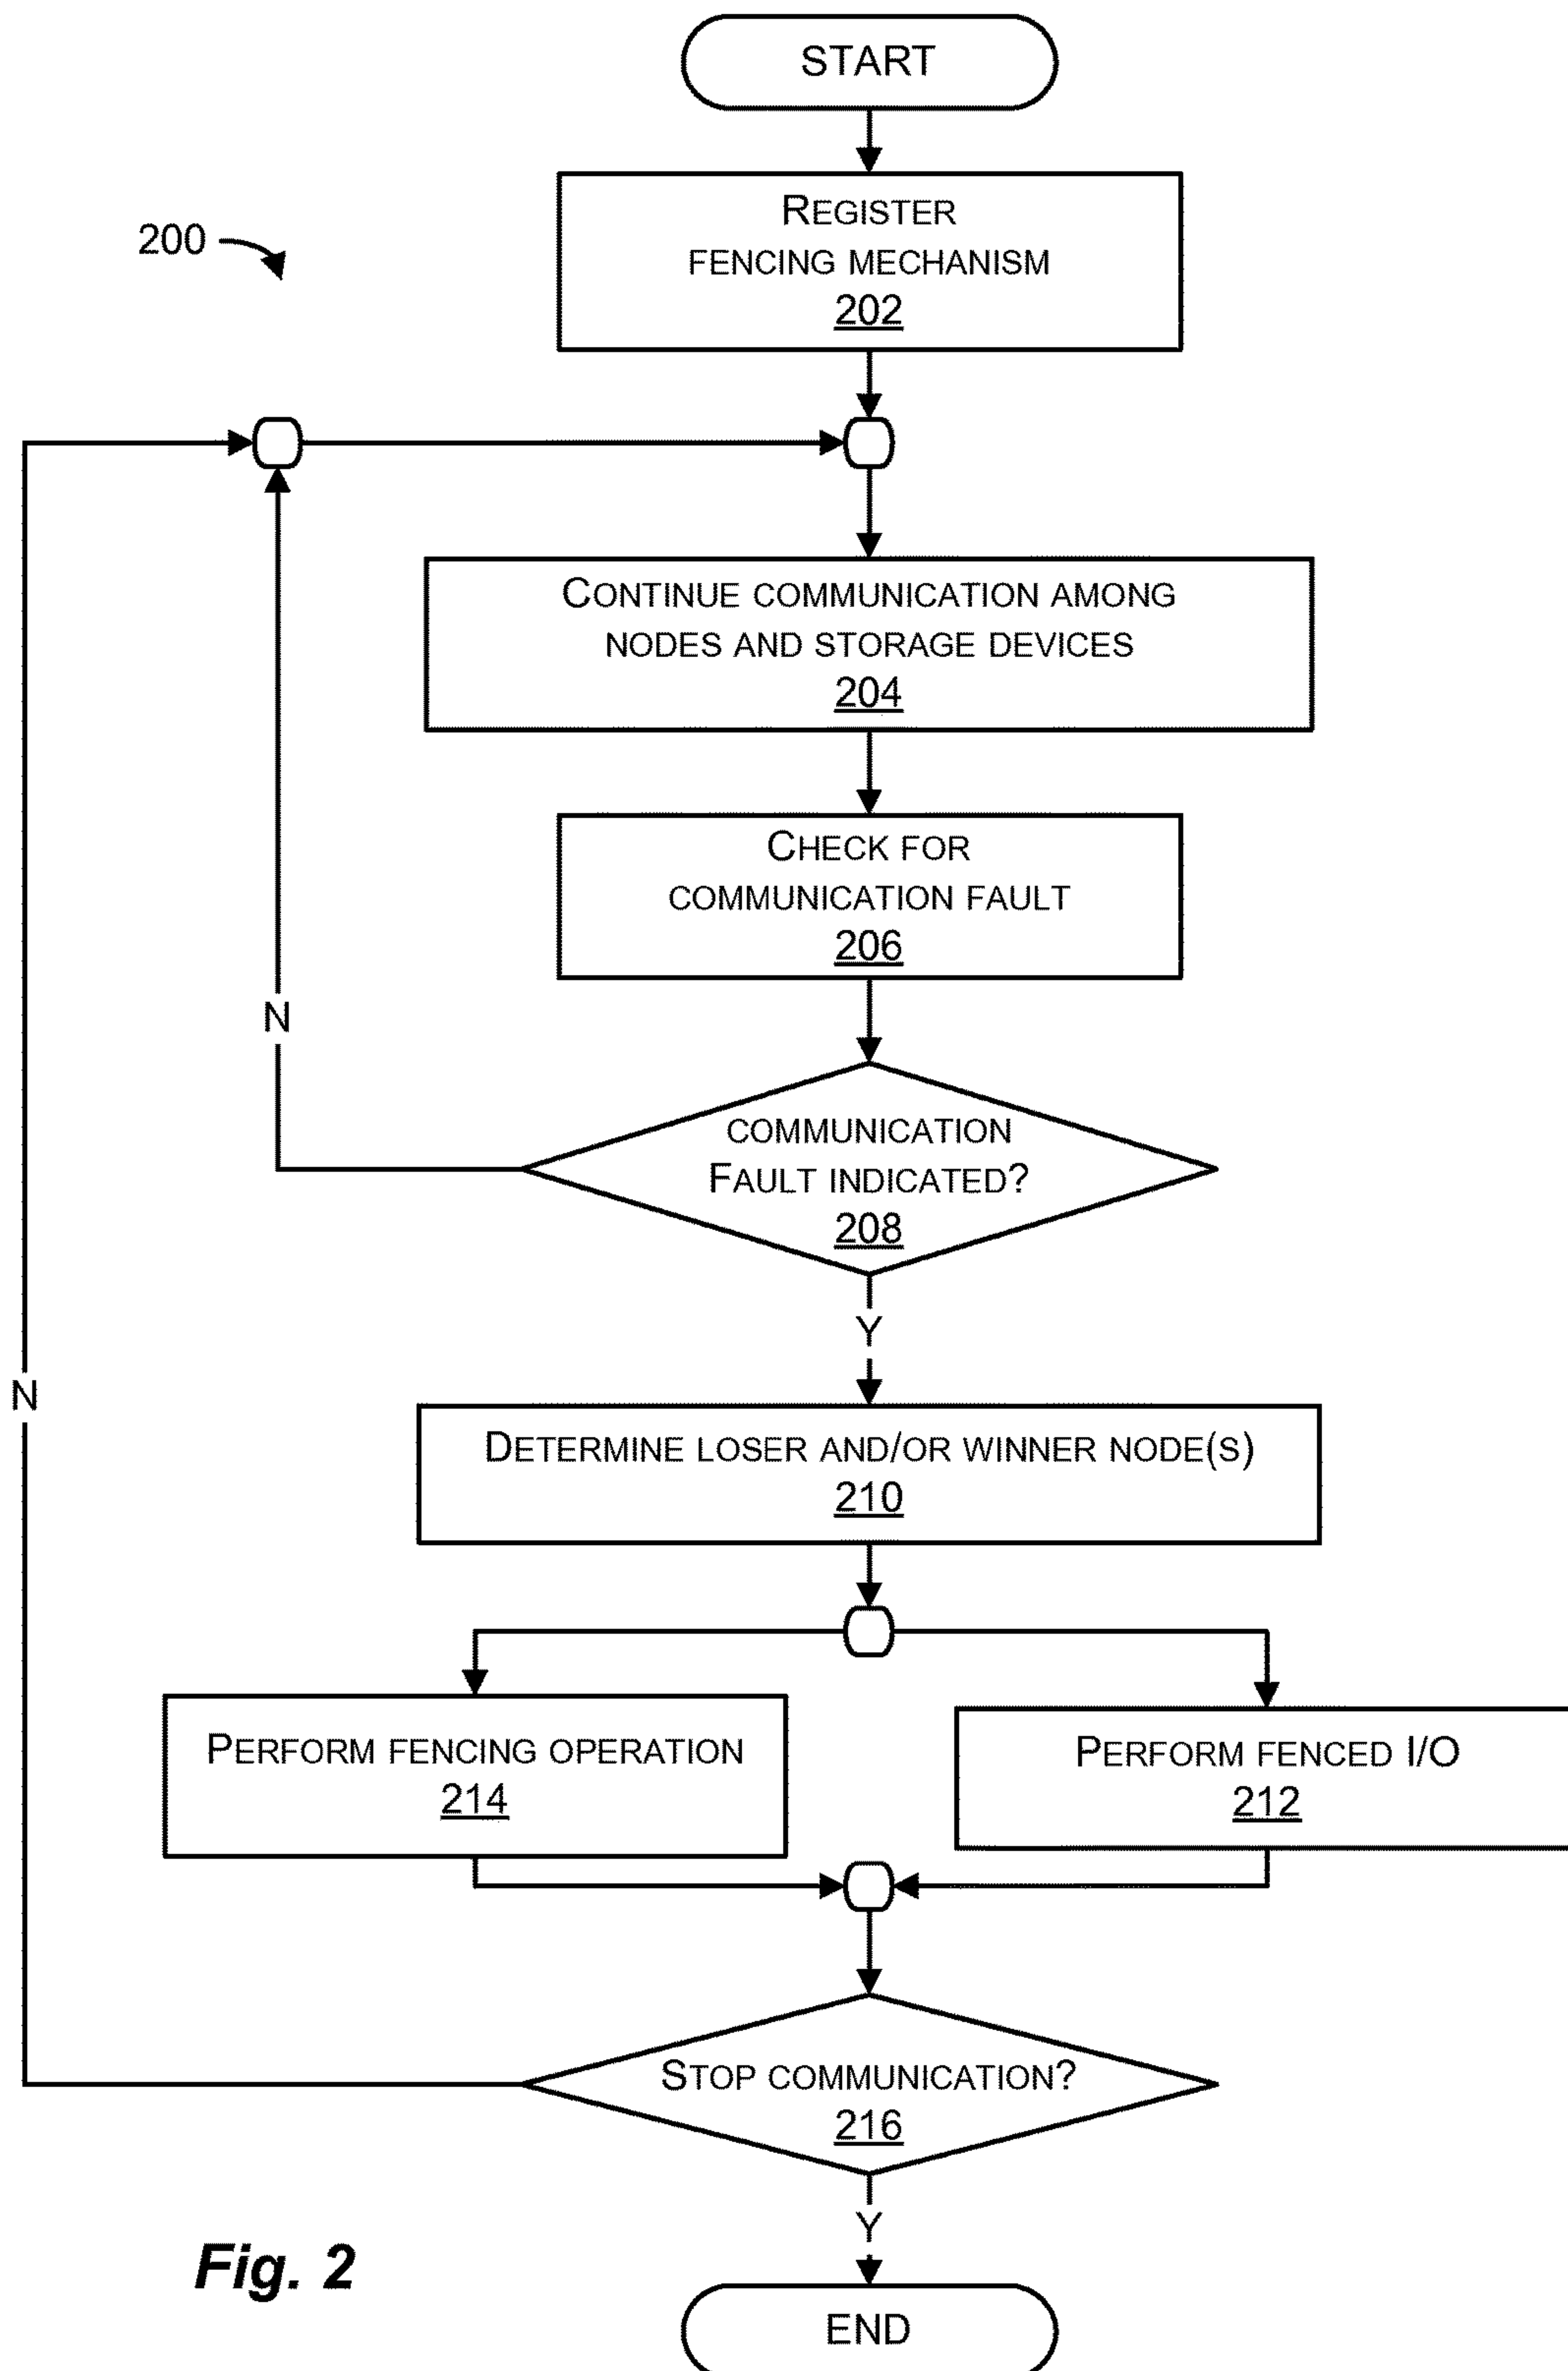 START
200
REGISTER
FENCING MECHANISM
202
CONTINUE COMMUNICATION AMONG
NODES AND STORAGE DEVICES
204
CHECK FOR
COMMUNICATION FAULT
206
N
COMMUNICATION
FAULT INDICATED?
208
Y
N
DETERMINE LOSER AND/OR WINNER NODE(S)
210
PERFORM FENCING OPERATION
214
PERFORM FENCED I/O
212
STOP COMMUNICATION?
216
Y
Fig. 2
END